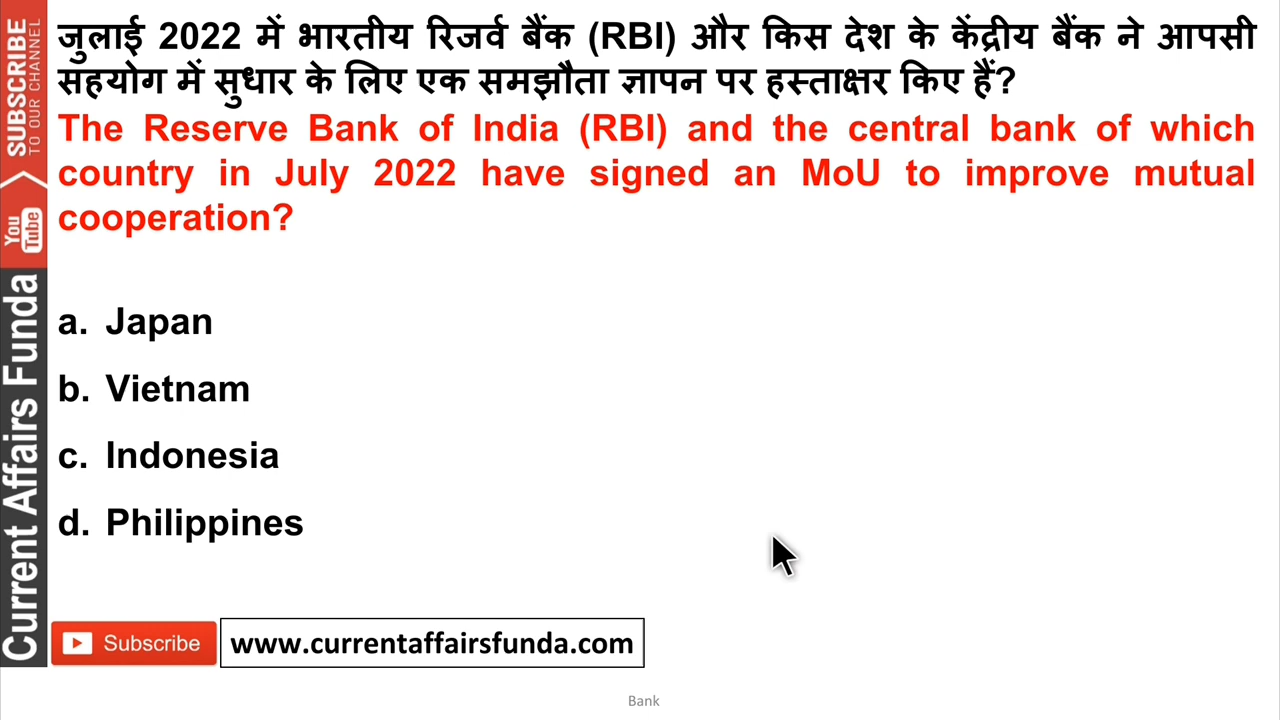 जुलाई 2022 में भारतीय रिजर्व बैंक (RBI) और किस देश के केंद्रीय बैंक ने आपसी
सहयोग में सुधार के लिए एक समझौता ज्ञापन पर हस्ताक्षर किए हैं?
The Reserve Bank of India (RBI) and the central bank of which
country in July 2022 have signed an MoU to improve mutual
cooperation?
a. Japan
b. Vietnam
c. Indonesia
d. Philippines
SUBSCRIBE
TO OUR CHANNEL
You
Tube
Current Affairs Funda
Subscribe
www.currentaffairsfunda.com
Bank